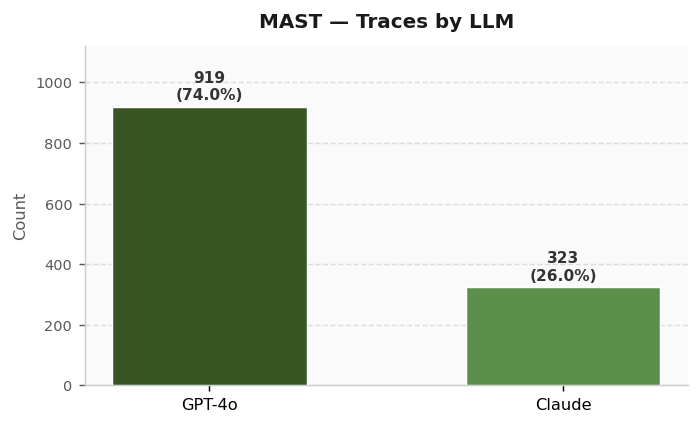 MAST — Traces by LLM
Count
1000
800
600
400
200
0
919
(74.0%)
323
(26.0%)
GPT-4o
Claude